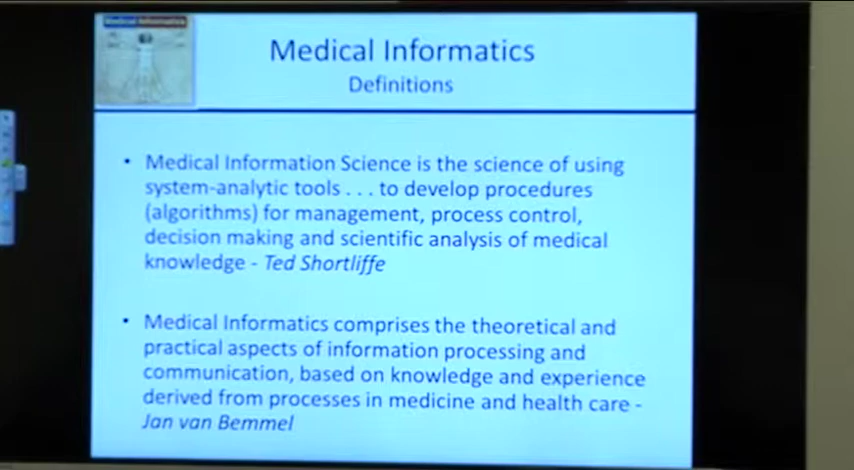 Medical Informatics
Medical Informatics
Definitions
• Medical Information Science is the science of using
system-analytic tools . . . to develop procedures
(algorithms) for management, process control,
decision making and scientific analysis of medical
knowledge - Ted Shortliffe
• Medical Informatics comprises the theoretical and
practical aspects of information processing and
communication, based on knowledge and experience
derived from processes in medicine and health care -
Jan van Bemmel